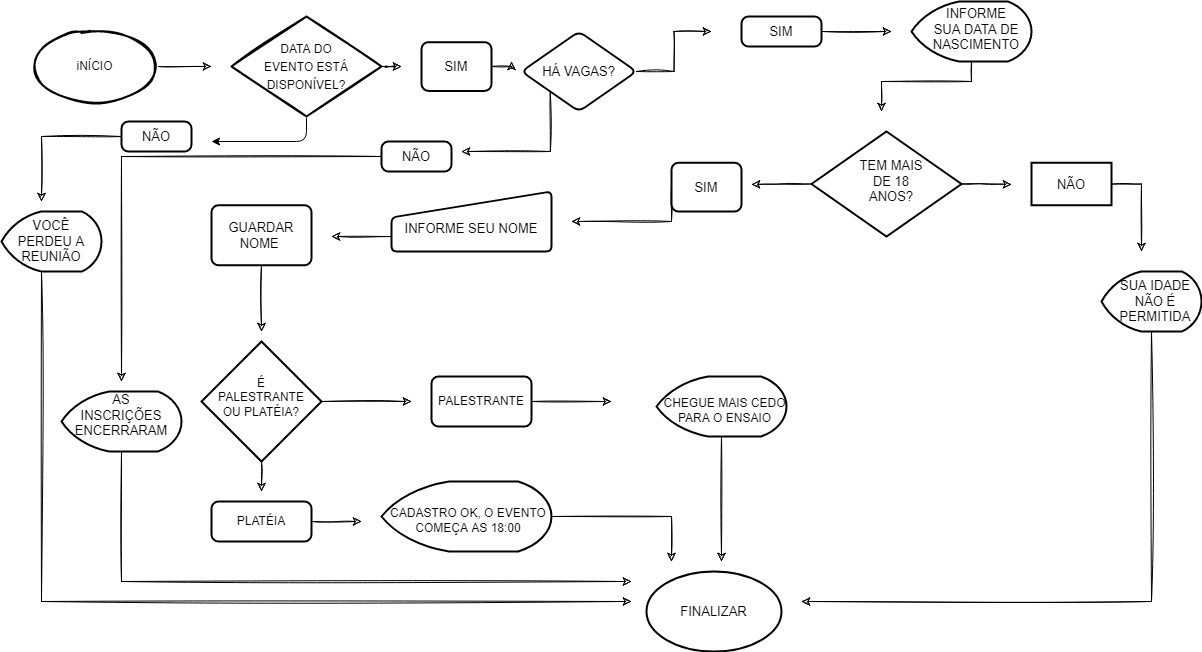 iNÍCIO
DATA DO
EVENTO ESTÁ
DISPONÍVEL?
SIM
HÁ VAGAS?
SIM
INFORME
SUA DATA DE
NASCIMENTO
NÃO
NÃO
TEM MAIS
DE 18
ANOS?
SIM
NÃO
INFORME SEU NOME
GUARDAR
NOME
VOCÊ
PERDEU A
REUNIÃO
SUA IDADE
NÃO É
PERMITIDA
É
PALESTRANTE
OU PLATÉIA?
PALESTRANTE
CHEGUE MAIS CEDO
PARA O ENSAIO
AS
INSCRIÇÕES
ENCERRARAM
PLATÉIA
CADASTRO OK, O EVENTO
COMEÇA AS 18:00
FINALIZAR